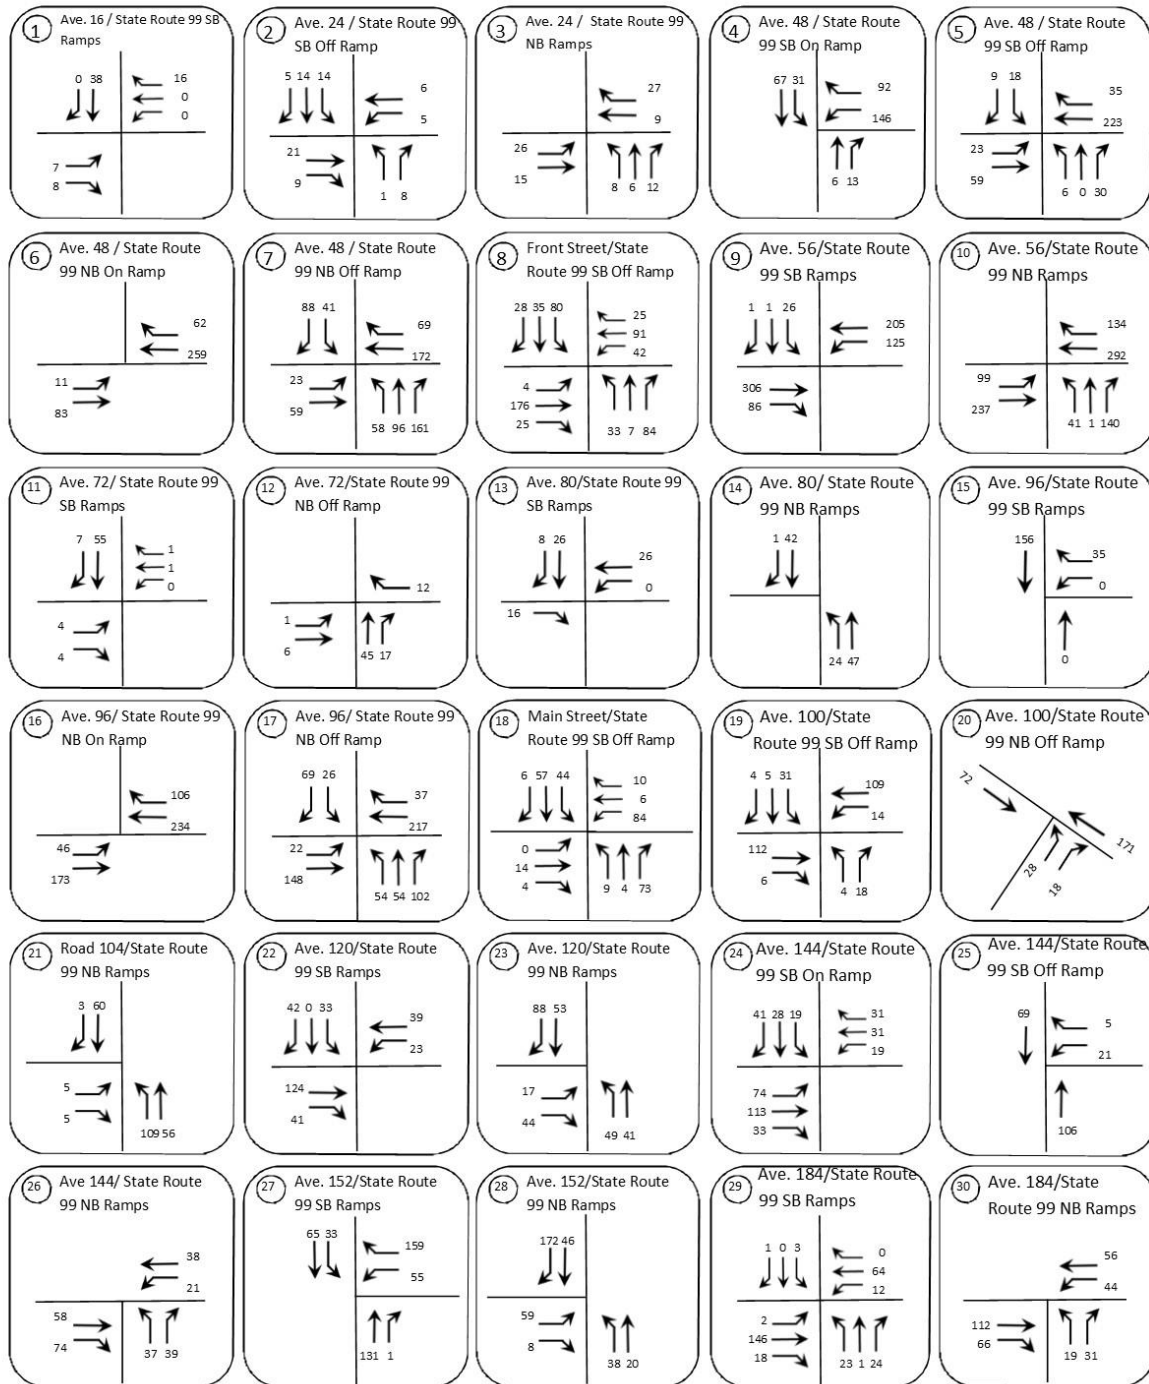 1
Ave. 16 / State Route 99 SB
Ramps
0 38
16
0
0
7
8
2
Ave. 24 / State Route 99
SB Off Ramp
5 14 14
6
5
21
9
1 8
3
Ave. 24 / State Route 99
NB Ramps
27
9
26
15
8 6 12
4
Ave. 48 / State Route
99 SB On Ramp
67 31
92
146
6 13
5
Ave. 48 / State Route
99 SB Off Ramp
9 18
35
223
23
59
6 0 30
6
Ave. 48 / State Route
99 NB On Ramp
62
259
11
83
7
Ave. 48 / State Route
99 NB Off Ramp
88 41
69
172
23
59
58 96 161
8
Front Street/State
Route 99 SB Off Ramp
28 35 80
25
91
42
4
176
25
33 7 84
9
Ave. 56/State Route
99 SB Ramps
1 1 26
205
125
306
86
10
Ave. 56/State Route
99 NB Ramps
134
292
99
237
41 1 140
11
Ave. 72/ State Route 99
SB Ramps
7 55
1
1
0
4
4
12
Ave. 72/State Route 99
NB Off Ramp
12
1
6
45 17
13
Ave. 80/State Route 99
SB Ramps
8 26
26
0
16
14
Ave. 80/ State Route
99 NB Ramps
1 42
24 47
15
Ave. 96/State Route
99 SB Ramps
156
35
0
0
16
Ave. 96/ State Route 99
NB On Ramp
106
234
46
173
17
Ave. 96/ State Route 99
NB Off Ramp
69 26
37
217
22
148
54 54 102
18
Main Street/State
Route 99 SB Off Ramp
6 57 44
10
6
84
0
14
4
9 4 73
19
Ave. 100/State
Route 99 SB Off Ramp
4 5 31
109
14
112
6
4 18
20
Ave. 100/State Route
99 NB Off Ramp
72
171
28
18
21
Road 104/State Route
99 NB Ramps
3 60
5
5
109 56
22
Ave. 120/State Route
99 SB Ramps
42 0 33
39
23
124
41
23
Ave. 120/State Route
99 NB Ramps
88 53
17
44
49 41
24
Ave. 144/State Route
99 SB On Ramp
41 28 19
31
31
19
74
113
33
25
Ave. 144/State Route
99 SB Off Ramp
69
5
21
106
26
Ave 144/ State Route
99 NB Ramps
38
21
58
74
37 39
27
Ave. 152/State Route
99 SB Ramps
65 33
159
55
131 1
28
Ave. 152/State Route
99 NB Ramps
172 46
59
8
38 20
29
Ave. 184/State Route
99 SB Ramps
1 0 3
0
64
12
2
146
18
23 1 24
30
Ave. 184/State
Route 99 NB Ramps
56
44
112
66
19 31